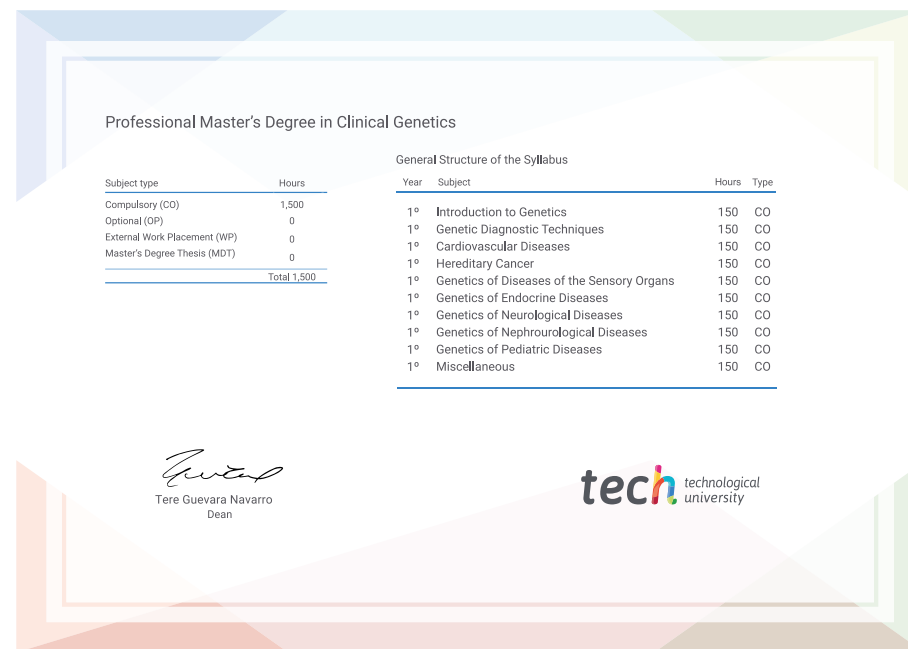 Professional Master's Degree in Clinical Genetics
General Structure of the Syllabus
Subject type Hours
Compulsory (CO) 1,500
Optional (OP) 0
External Work Placement (WP) 0
Master's Degree Thesis (MDT) 0
Total 1,500
Year Subject Hours Type
1º Introduction to Genetics 150 CO
1º Genetic Diagnostic Techniques 150 CO
1º Cardiovascular Diseases 150 CO
1º Hereditary Cancer 150 CO
1º Genetics of Diseases of the Sensory Organs 150 CO
1º Genetics of Endocrine Diseases 150 CO
1º Genetics of Neurological Diseases 150 CO
1º Genetics of Nephrourological Diseases 150 CO
1º Genetics of Pediatric Diseases 150 CO
1º Miscellaneous 150 CO
Tere Guevara Navarro
Dean
tech technological
university